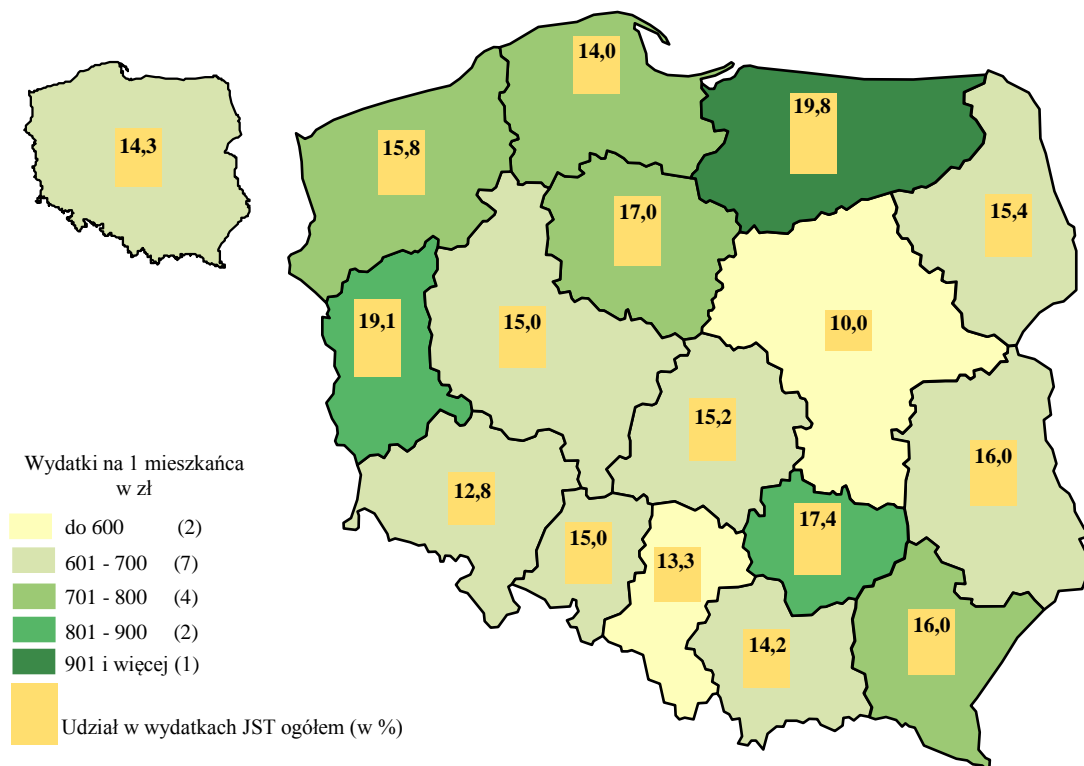 14,0
19,8
14,3
15,8
17,0
15,4
19,1
15,0
10,0
15,2
16,0
12,8
17,4
15,0
13,3
16,0
14,2
Wydatki na 1 mieszkańca
w zł
do 600 (2)
601 - 700 (7)
701 - 800 (4)
801 - 900 (2)
901 i więcej (1)
Udział w wydatkach JST ogółem (w %)